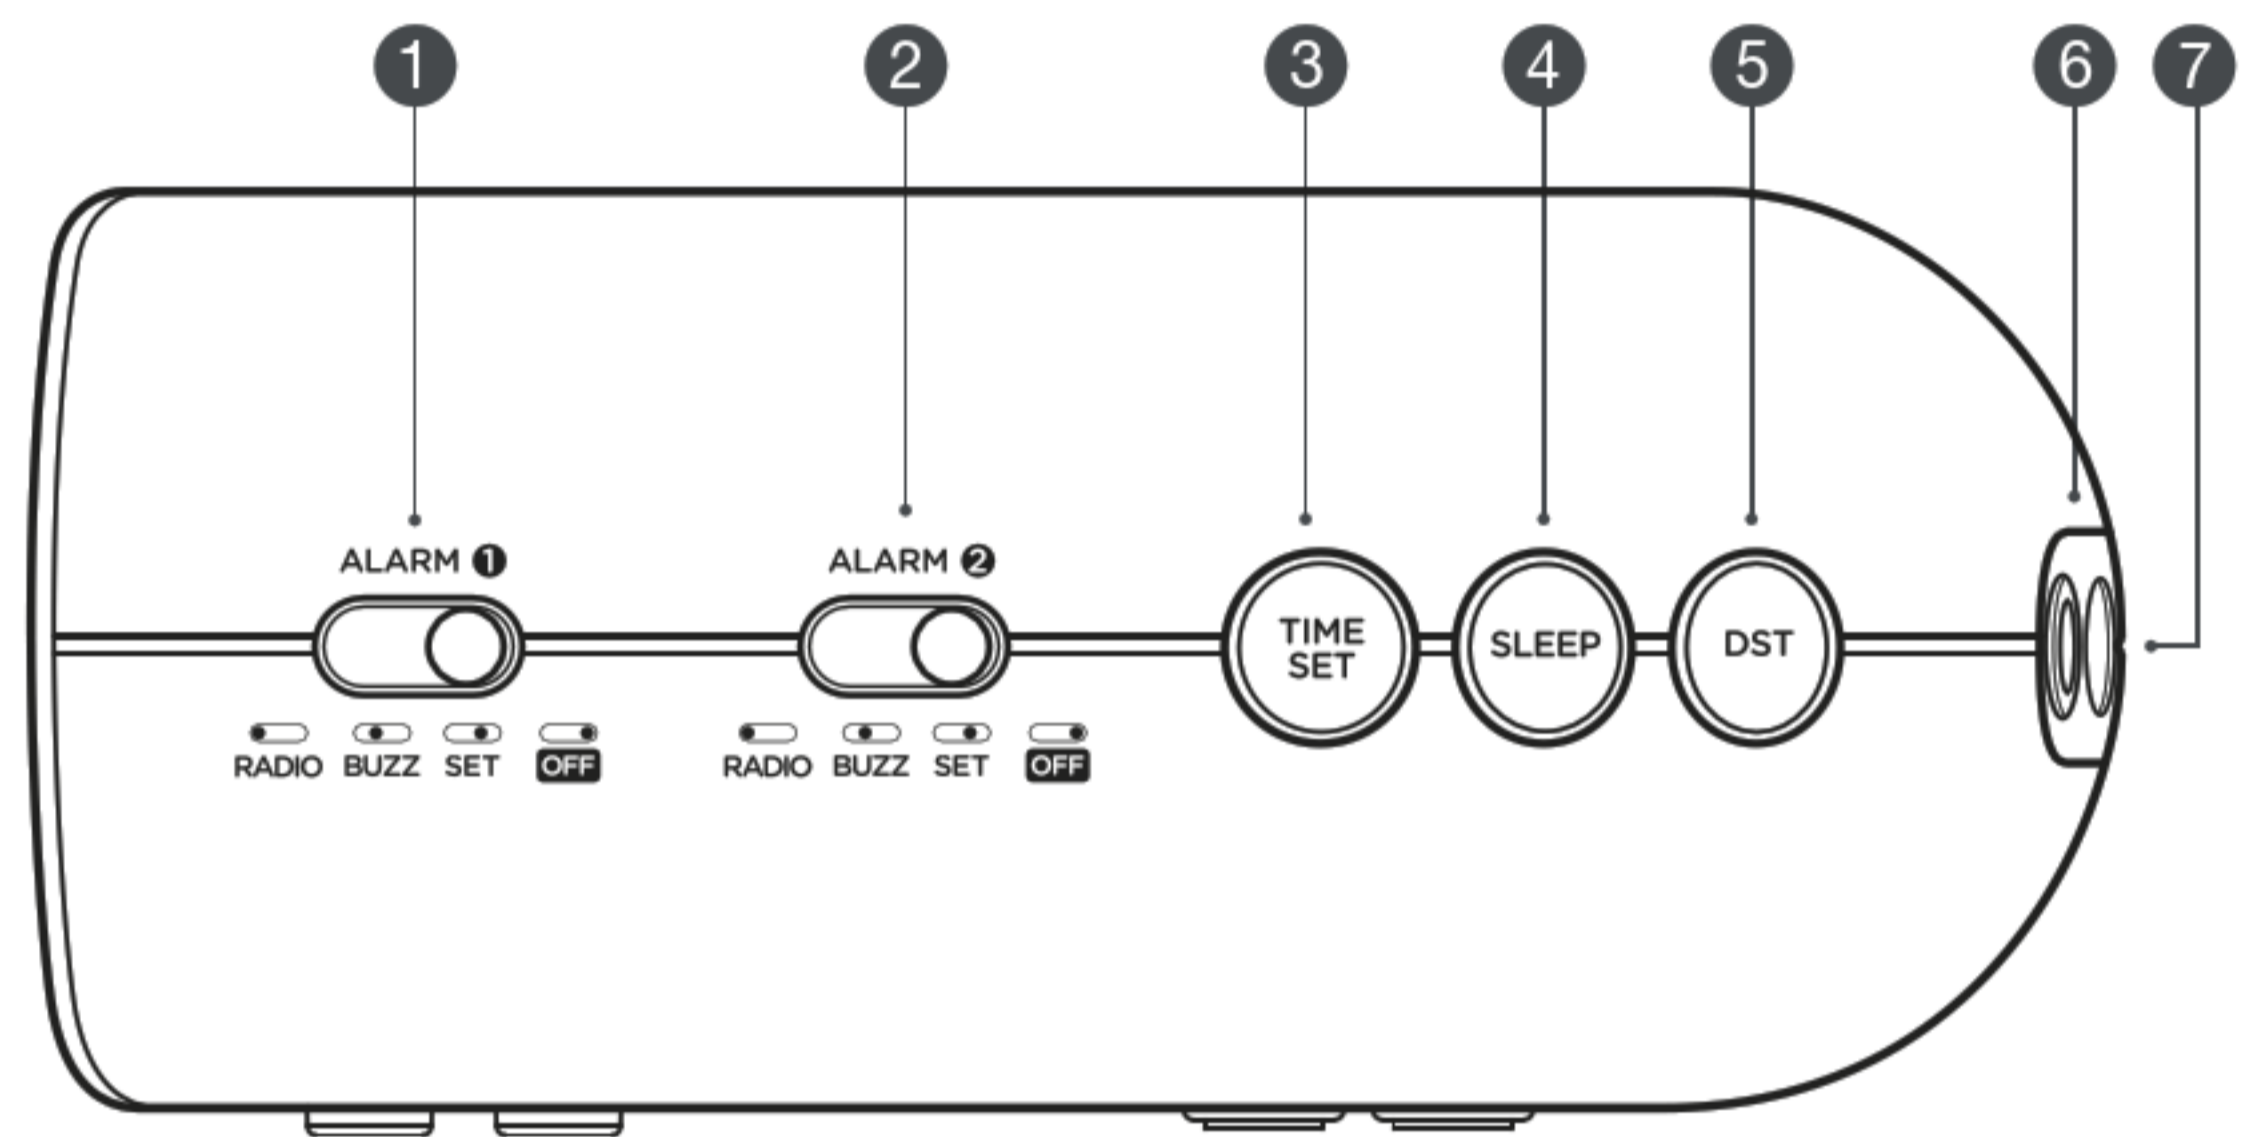 1 2 3 4 5 6 7
ALARM 1 ALARM 2
TIME SET SLEEP DST
RADIO BUZZ SET OFF RADIO BUZZ SET OFF